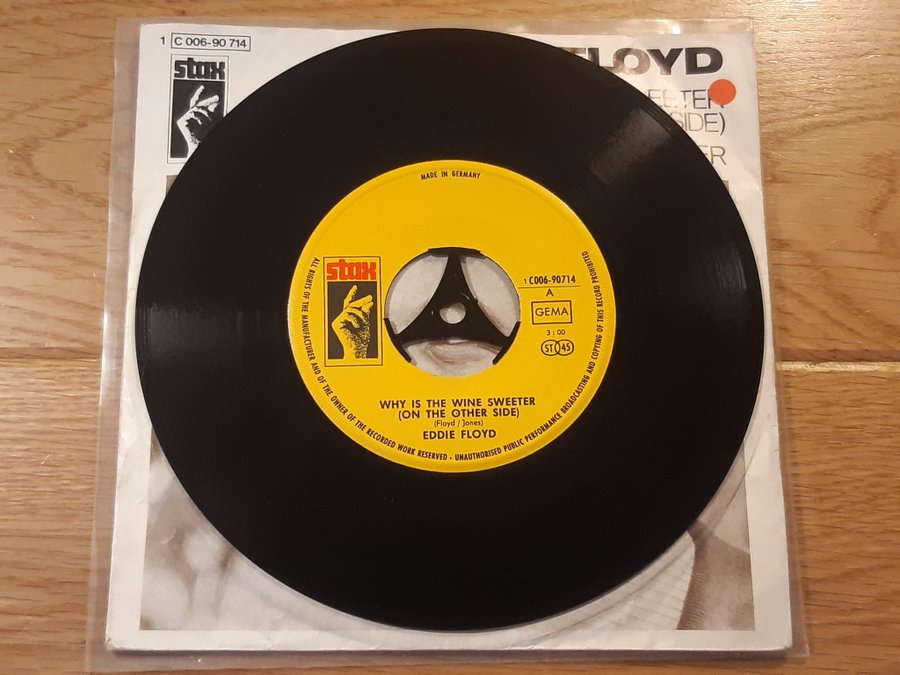 1 C 006-90 714
stax
FLOYD
SIDE)
MADE IN GERMANY
stax
1 C006-90714
A
GEMA
3:00
ST 45
WHY IS THE WINE SWEETER
(ON THE OTHER SIDE)
(Floyd / Jones)
EDDIE FLOYD
ALL RIGHTS OF THE MANUFACTURER AND OF THE OWNER OF THE RECORDED WORK RESERVED • UNAUTHORISED PUBLIC PERFORMANCE BROADCASTING AND COPYING OF THIS RECORD PROHIBITED